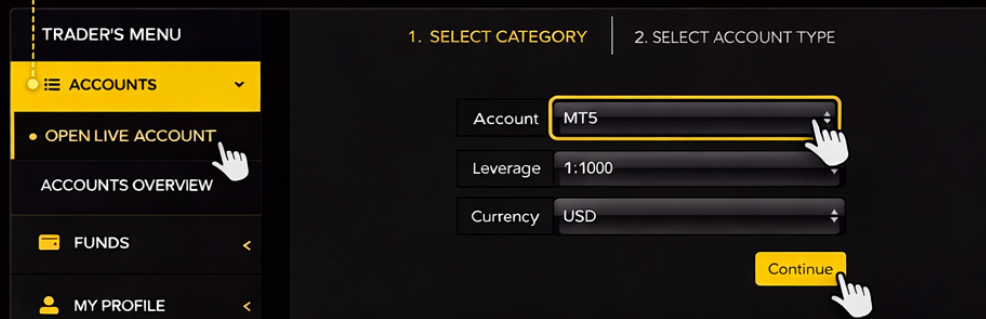 TRADER'S MENU
ACCOUNTS
OPEN LIVE ACCOUNT
ACCOUNTS OVERVIEW
FUNDS
MY PROFILE
1. SELECT CATEGORY
2. SELECT ACCOUNT TYPE
Account MT5
Leverage 1:1000
Currency USD
Continue